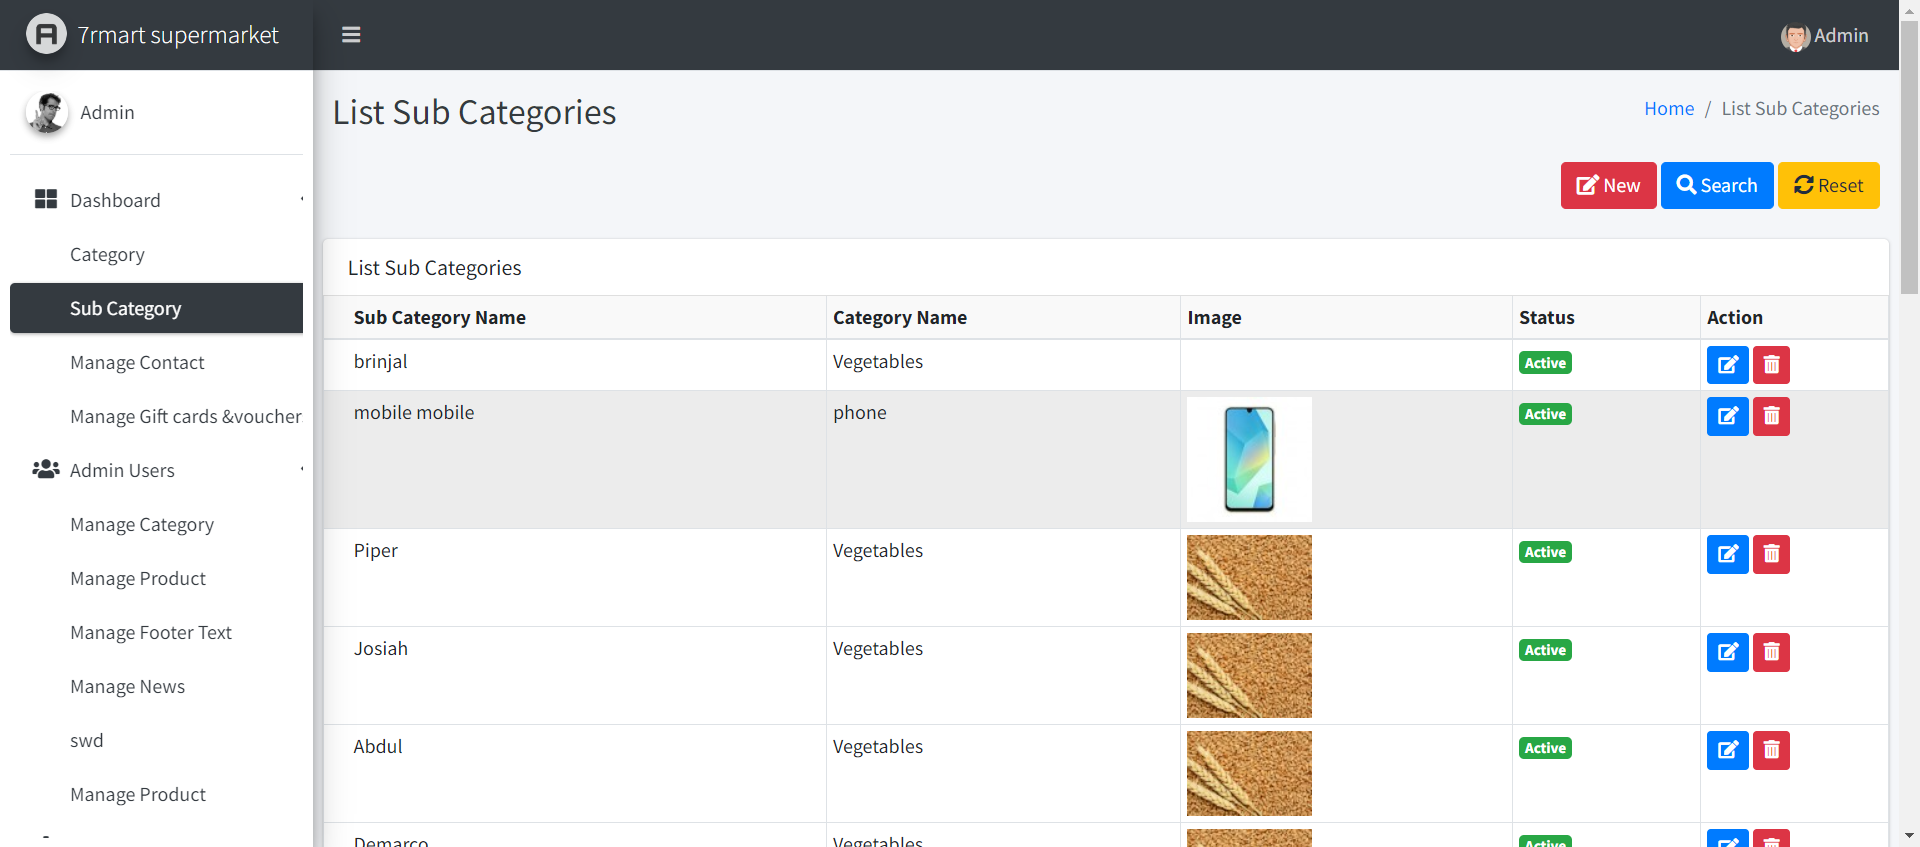 7rmart supermarket
Admin
Admin
Dashboard
Category
Sub Category
Manage Contact
Manage Gift cards &voucher
Admin Users
Manage Category
Manage Product
Manage Footer Text
Manage News
swd
Manage Product
List Sub Categories
Home / List Sub Categories
New Search Reset
List Sub Categories
Sub Category Name Category Name Image Status Action
brinjal Vegetables Active
mobile mobile phone Active
Piper Vegetables Active
Josiah Vegetables Active
Abdul Vegetables Active
Demarco Vegetables Active